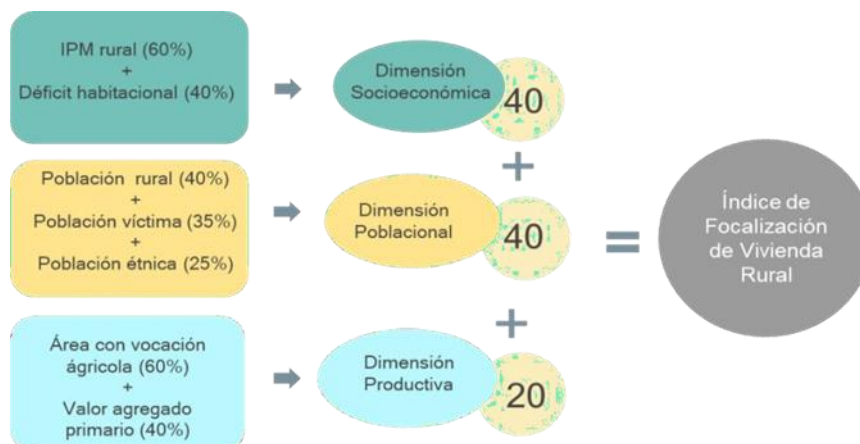 IPM rural (60%)
+
Déficit habitacional (40%)
Dimensión
Socioeconómica
40
+
Población rural (40%)
+
Población víctima (35%)
+
Población étnica (25%)
Dimensión
Poblacional
40
+
Área con vocación
ágricola (60%)
+
Valor agregado
primario (40%)
Dimensión
Productiva
20
=
Índice de
Focalización
de Vivienda
Rural